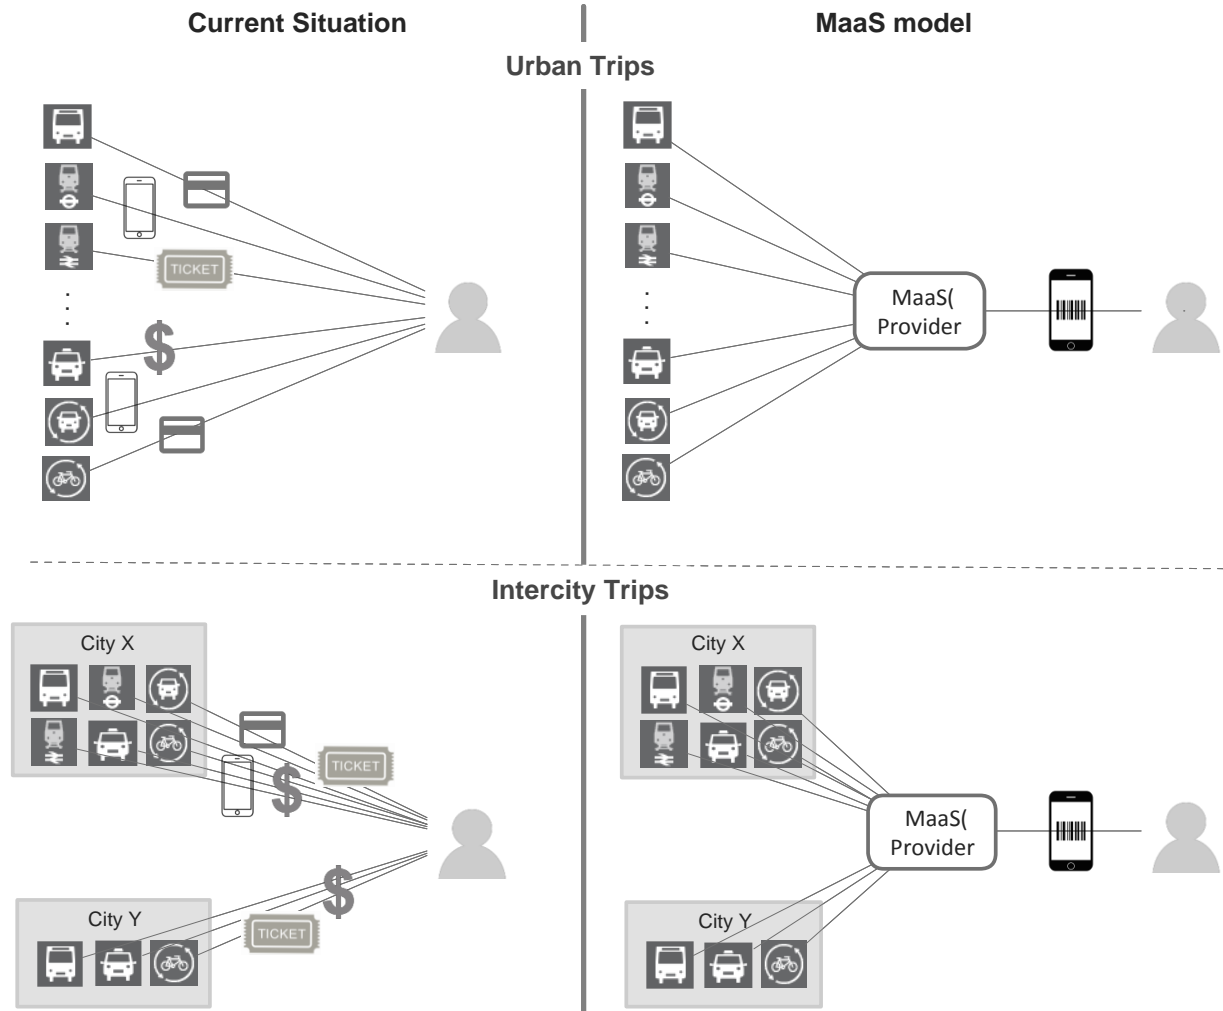 Current Situation
MaaS model
Urban Trips
TICKET
MaaS(
Provider
Intercity Trips
City X
TICKET
City Y
TICKET
City X
MaaS(
Provider
City Y